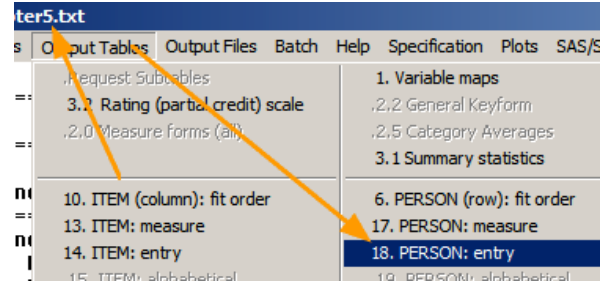 ter5.txt
s Output Tables Output Files Batch Help Specification Plots SAS/S
.Request Subtables 1. Variable maps
3.2 Rating (partial credit) scale .2.2 General Keyform
.2.0 Measure forms (all) .2.5 Category Averages
3.1 Summary statistics
10. ITEM (column): fit order 6. PERSON (row): fit order
13. ITEM: measure 17. PERSON: measure
14. ITEM: entry 18. PERSON: entry
15. ITEM: alphabetical 19. PERSON: alphabetical